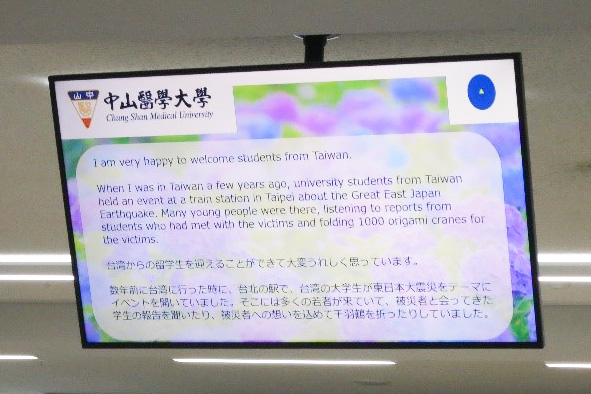 中山醫學大學
Chung Shan Medical University
I am very happy to welcome students from Taiwan.
When I was in Taiwan a few years ago, university students from Taiwan
held an event at a train station in Taipei about the Great East Japan
Earthquake. Many young people were there, listening to reports from
students who had met with the victims and folding 1000 origami cranes for
the victims.
台湾からの留学生を迎えることができて大変うれしく思っています。
数年前に台湾に行った時に、台北の駅で、台湾の大学生が東日本大震災をテーマに
イベントを開いていました。そこには多くの若者が来ていて、被災者と会ってきた
学生の報告を聞いたり、被災者への想いを込めて千羽鶴を折ったりしていました。